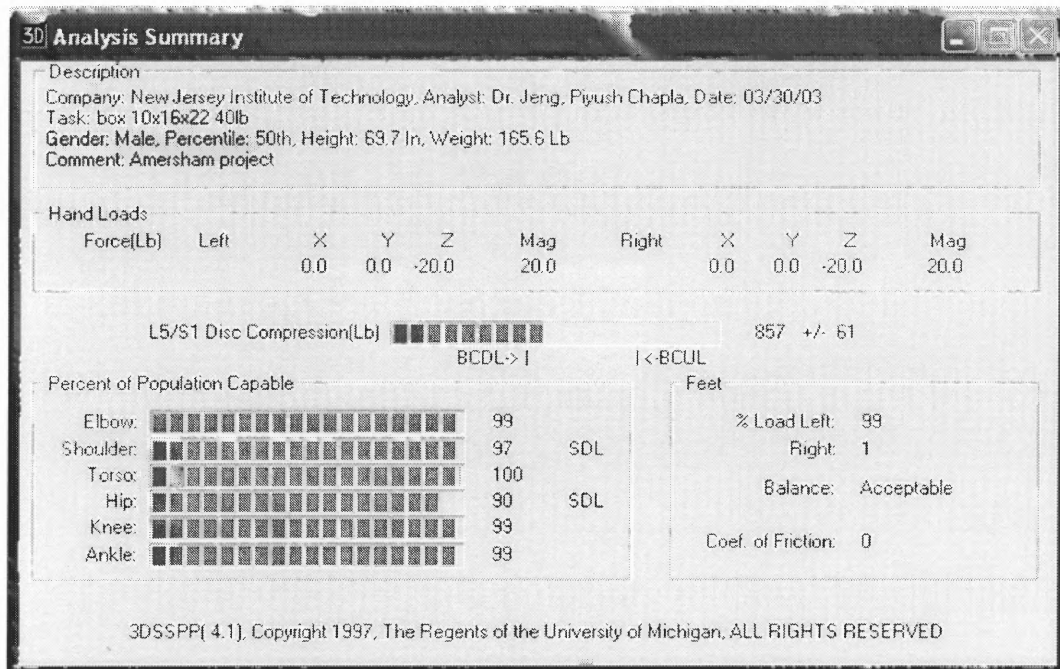 3D Analysis Summary
Description
Company: New Jersey Institute of Technology, Analyst: Dr. Jeng, Piyush Chapla, Date: 03/30/03
Task: box 10x16x22 40lb
Gender: Male, Percentile: 50th, Height: 69.7 In, Weight: 165.6 Lb
Comment: Amersham project
Hand Loads
Force(Lb) Left X Y Z Mag Right X Y Z Mag
0.0 0.0 -20.0 20.0 0.0 0.0 -20.0 20.0
L5/S1 Disc Compression(Lb) 857 +/- 61
BCDL-> | |<-BCUL
Percent of Population Capable
Elbow: 99
Shoulder: 97 SDL
Torso: 100
Hip: 90 SDL
Knee: 99
Ankle: 99
Feet
% Load Left: 99
Right: 1
Balance: Acceptable
Coef. of Friction: 0
3DSSPP( 4.1), Copyright 1997, The Regents of the University of Michigan, ALL RIGHTS RESERVED